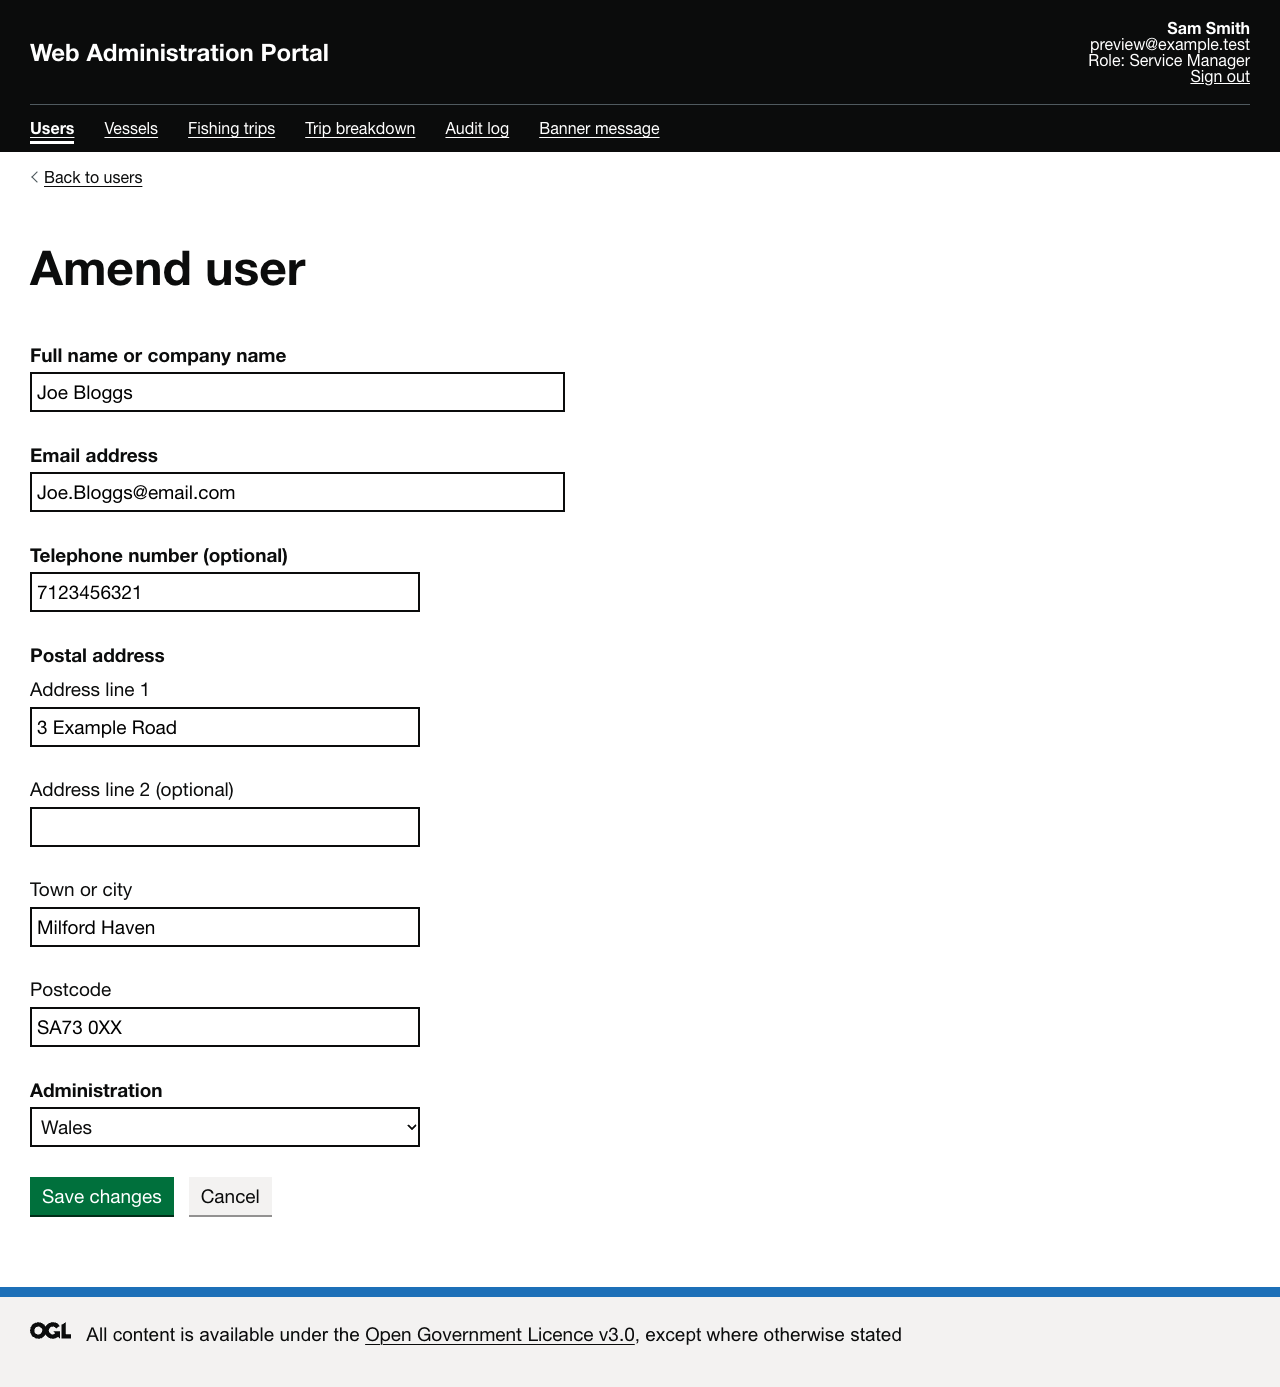 Web Administration Portal
Sam Smith
preview@example.test
Role: Service Manager
Sign out
Users Vessels Fishing trips Trip breakdown Audit log Banner message
Back to users
Amend user
Full name or company name
Joe Bloggs
Email address
Joe.Bloggs@email.com
Telephone number (optional)
7123456321
Postal address
Address line 1
3 Example Road
Address line 2 (optional)
Town or city
Milford Haven
Postcode
SA73 0XX
Administration
Wales
Save changes Cancel
OGL All content is available under the Open Government Licence v3.0, except where otherwise stated